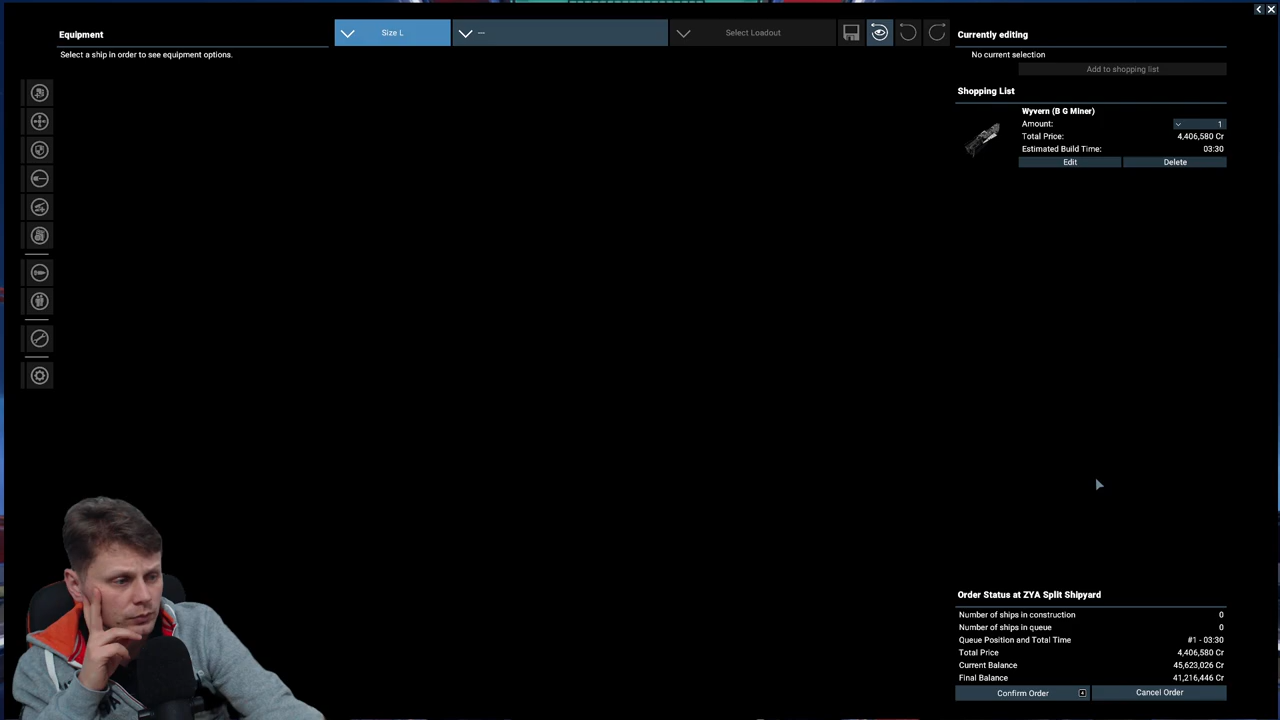 Equipment
Select a ship in order to see equipment options.
Size L
---
Select Loadout
Currently editing
No current selection
Add to shopping list
Shopping List
Wyvern (B G Miner)
Amount: 1
Total Price: 4,406,580 Cr
Estimated Build Time: 03:30
Edit Delete
Order Status at ZYA Split Shipyard
Number of ships in construction 0
Number of ships in queue 0
Queue Position and Total Time #1 - 03:30
Total Price 4,406,580 Cr
Current Balance 45,623,026 Cr
Final Balance 41,216,446 Cr
Confirm Order Cancel Order